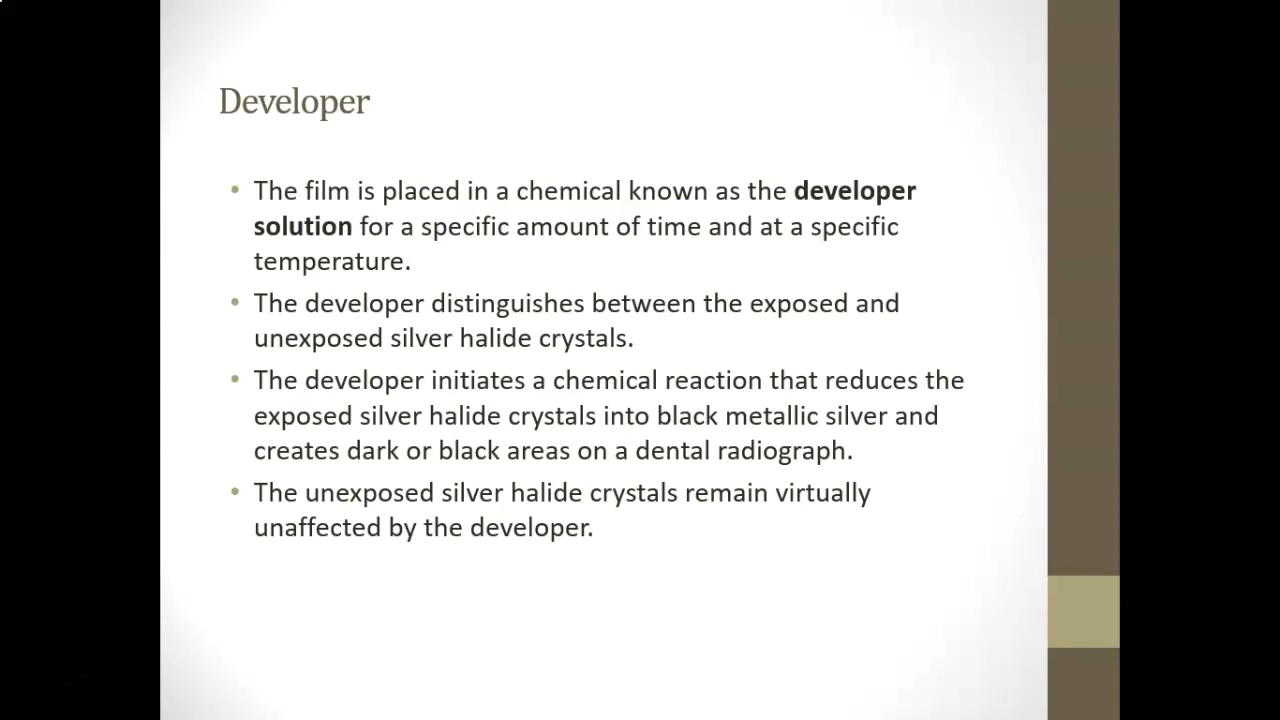 Developer
• The film is placed in a chemical known as the developer
solution for a specific amount of time and at a specific
temperature.
• The developer distinguishes between the exposed and
unexposed silver halide crystals.
• The developer initiates a chemical reaction that reduces the
exposed silver halide crystals into black metallic silver and
creates dark or black areas on a dental radiograph.
• The unexposed silver halide crystals remain virtually
unaffected by the developer.